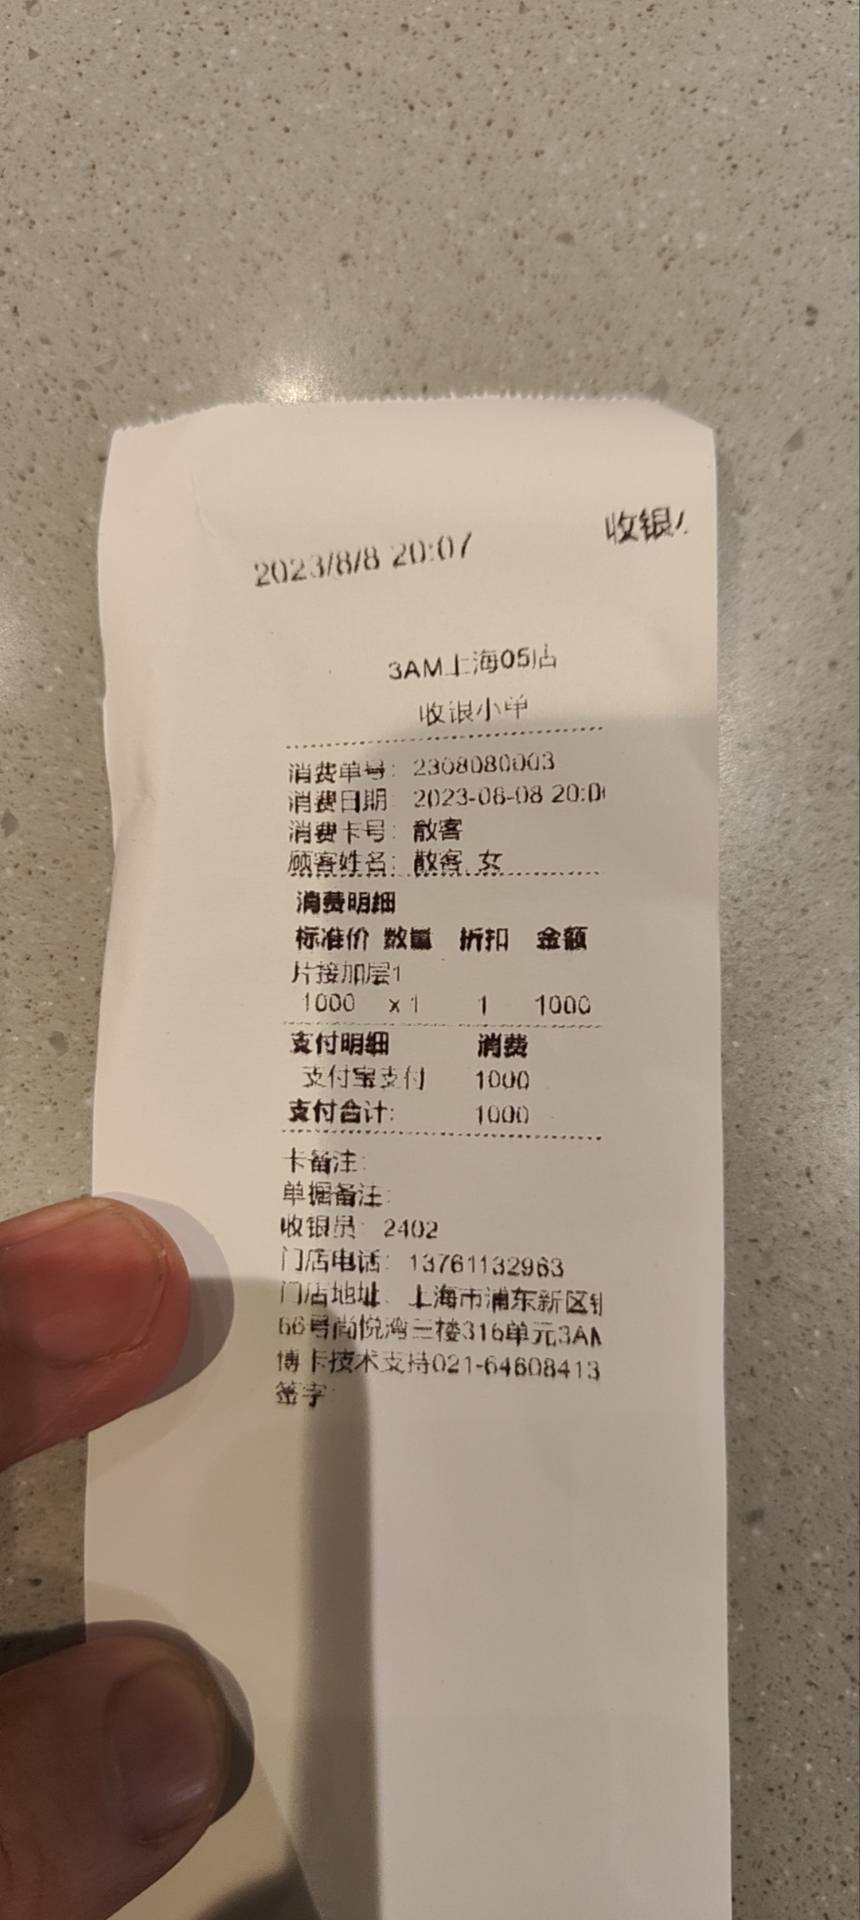 2023/8/8 20:07
收银
3AM上海05店
收银小单
消费单号: 2308080003
消费日期: 2023-08-08 20:0
消费卡号: 散客
顾客姓名: 散客 女
消费明细
标准价 数量 折扣 金额
片接加层1
1000 x 1 1 1000
支付明细 消费
支付宝支付 1000
支付合计: 1000
卡备注:
单据备注:
收银员: 2402
门店电话: 13761132963
门店地址: 上海市浦东新区
66号尚悦湾三楼316单元3AM
博卡技术支持021-64608413
签字